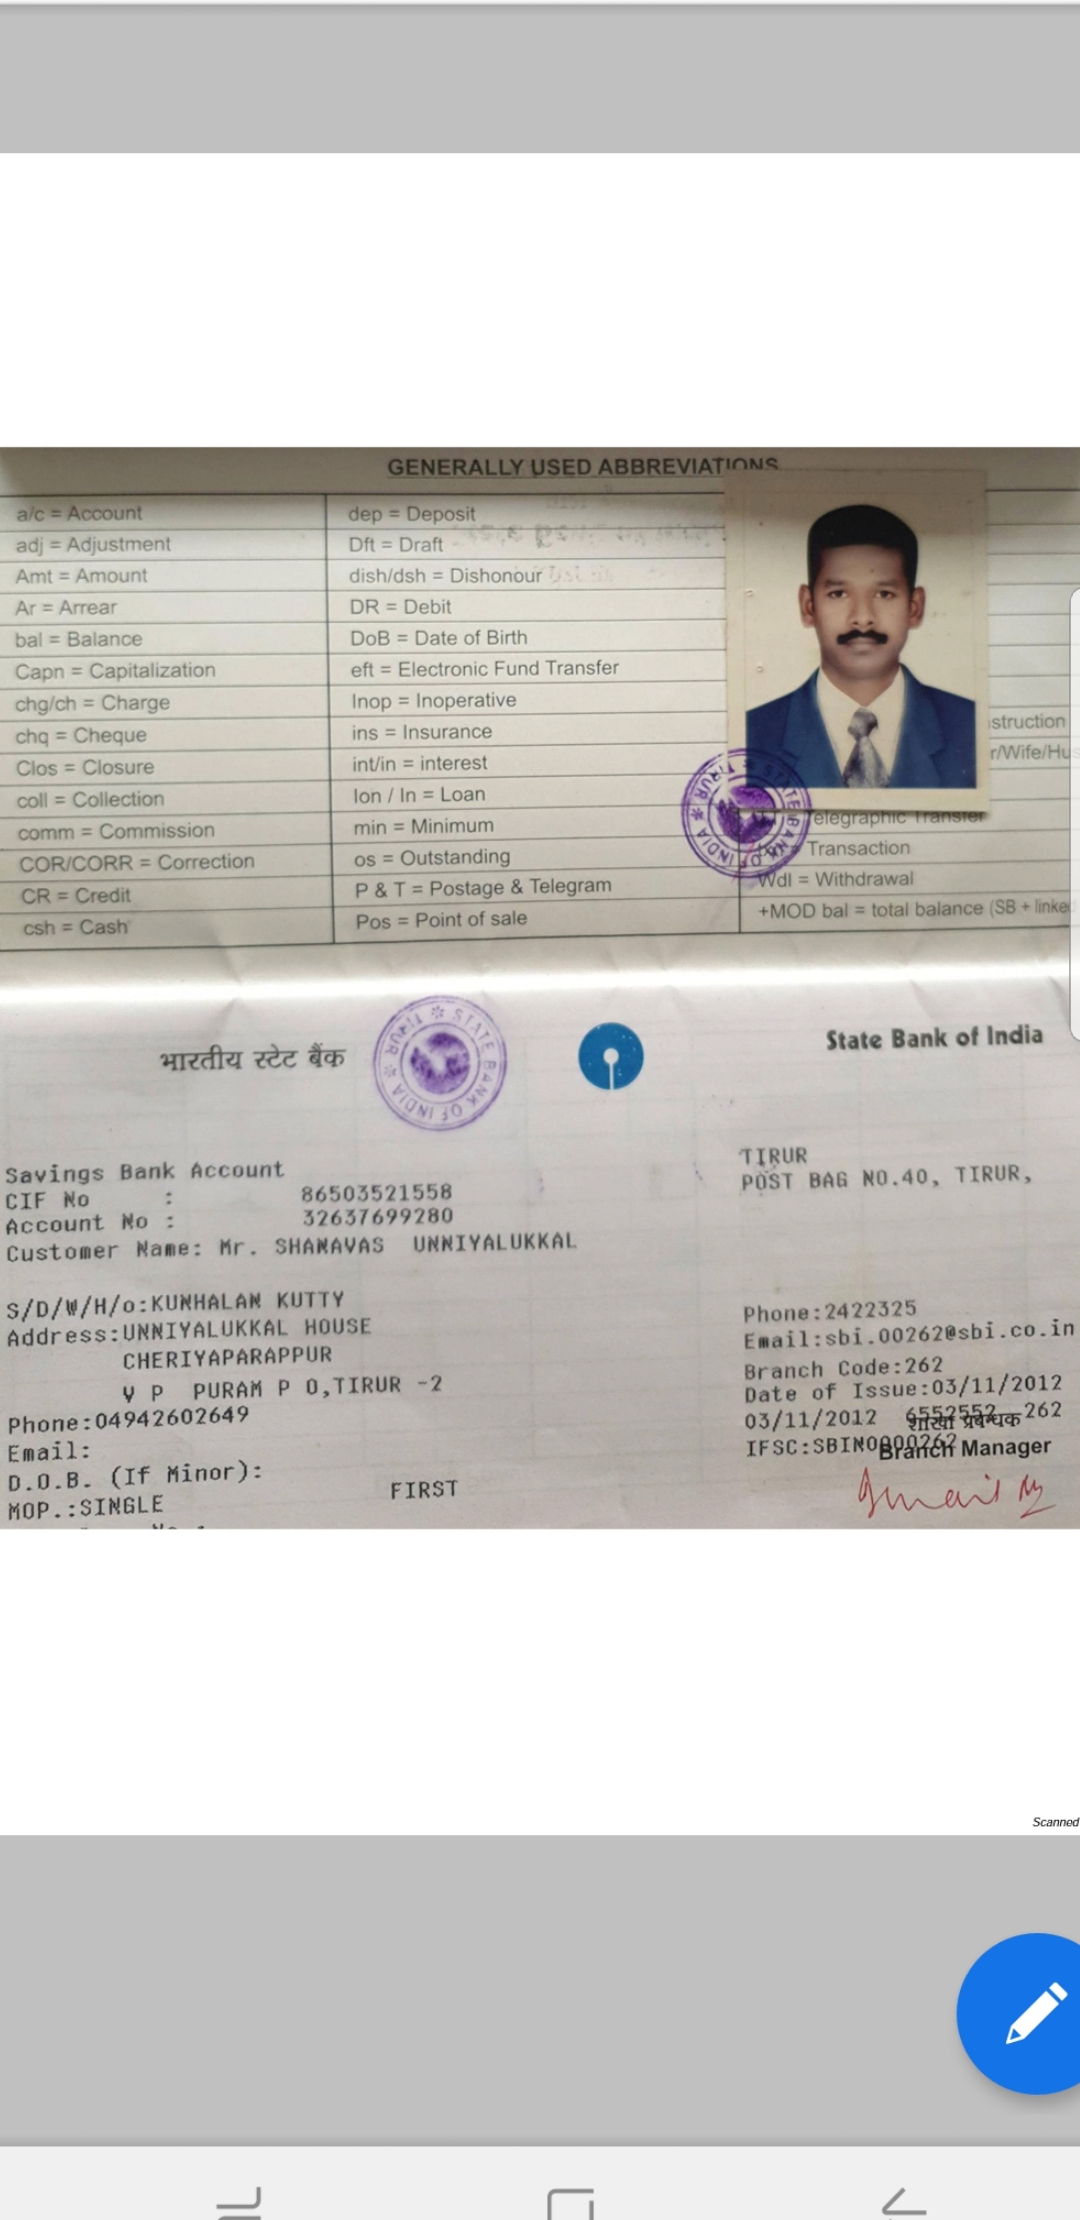 GENERALLY USED ABBREVIATIONS
a/c = Account
dep = Deposit
adj = Adjustment
Dft = Draft
Amt = Amount
dish/dsh = Dishonour
Ar = Arrear
DR = Debit
bal = Balance
DoB = Date of Birth
Capn = Capitalization
eft = Electronic Fund Transfer
chg/ch = Charge
Inop = Inoperative
struction
chq = Cheque
ins = Insurance
r/Wife/Hus
Clos = Closure
int/in = interest
coll = Collection
lon / ln = Loan
comm = Commission
min = Minimum
elegraphic Transfer
COR/CORR = Correction
os = Outstanding
Transaction
CR = Credit
P & T = Postage & Telegram
Wdl = Withdrawal
csh = Cash
Pos = Point of sale
+MOD bal = total balance (SB + linked
STATE BANK OF INDIA * TIRUR *
भारतीय स्टेट बैंक
STATE BANK OF INDIA * TIRUR *
State Bank of India
TIRUR
POST BAG NO.40, TIRUR,
Savings Bank Account
CIF No : 86503521558
Account No : 32637699280
Customer Name: Mr. SHANAVAS UNNIYALUKKAL
S/D/W/H/o:KUNHALAN KUTTY
Address:UNNIYALUKKAL HOUSE
CHERIYAPARAPPUR
V P PURAM P O,TIRUR -2
Phone:04942602649
Email:
D.O.B. (If Minor):
MOP.:SINGLE FIRST
Phone:2422325
Email:sbi.00262@sbi.co.in
Branch Code:262
Date of Issue:03/11/2012
03/11/2012 6552552 262
शाखा प्रबन्धक
IFSC:SBIN0000262
Branch Manager
Scanned